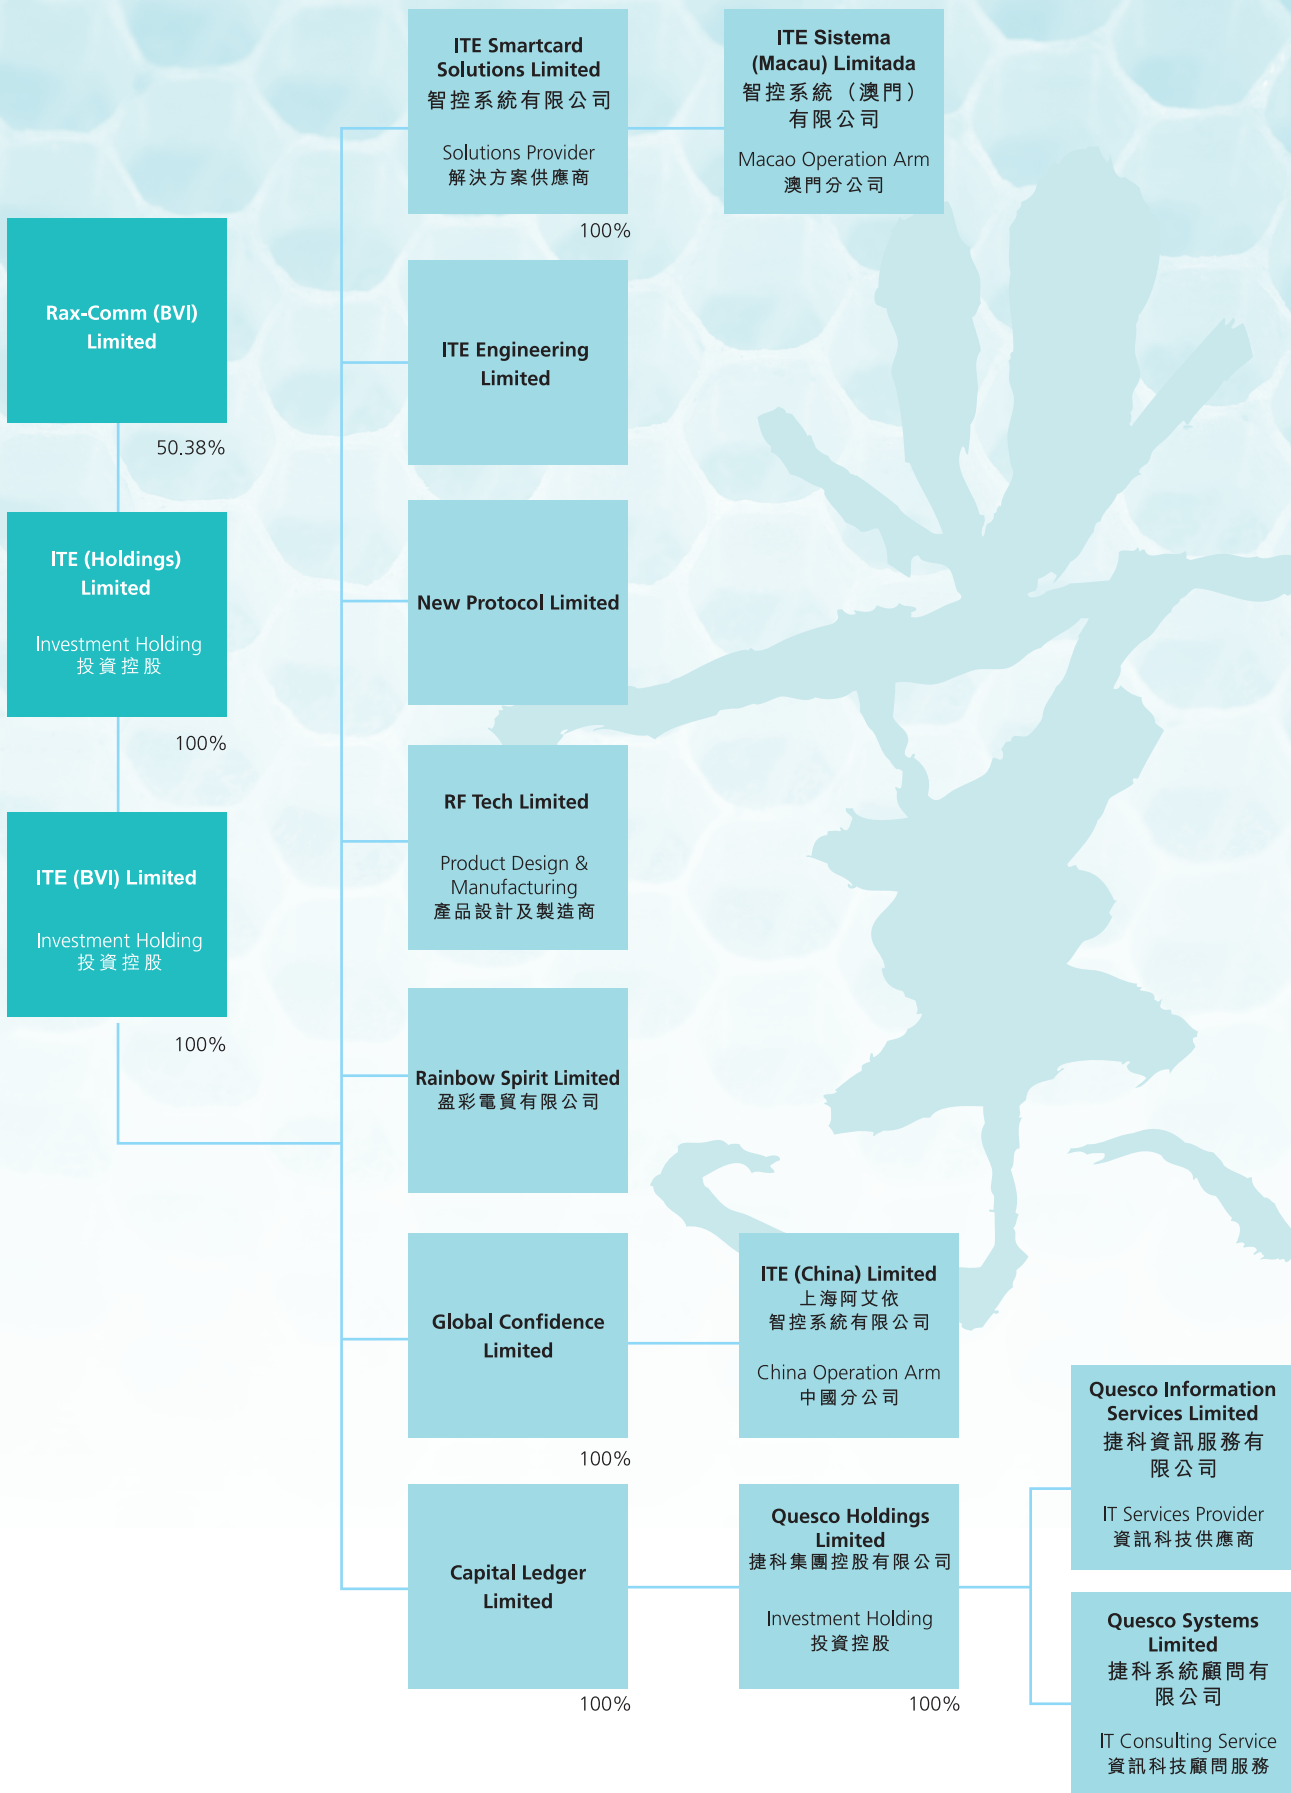 Rax-Comm (BVI)
Limited
50.38%
ITE (Holdings)
Limited
Investment Holding
投資控股
100%
ITE (BVI) Limited
Investment Holding
投資控股
100%
ITE Smartcard
Solutions Limited
智控系統有限公司
Solutions Provider
解決方案供應商
100%
ITE Sistema
(Macau) Limitada
智控系統（澳門）
有限公司
Macao Operation Arm
澳門分公司
ITE Engineering
Limited
New Protocol Limited
RF Tech Limited
Product Design &
Manufacturing
產品設計及製造商
Rainbow Spirit Limited
盈彩電貿有限公司
Global Confidence
Limited
100%
ITE (China) Limited
上海阿艾依
智控系統有限公司
China Operation Arm
中國分公司
Capital Ledger
Limited
100%
Quesco Holdings
Limited
捷科集團控股有限公司
Investment Holding
投資控股
100%
Quesco Information
Services Limited
捷科資訊服務有
限公司
IT Services Provider
資訊科技供應商
Quesco Systems
Limited
捷科系統顧問有
限公司
IT Consulting Service
資訊科技顧問服務